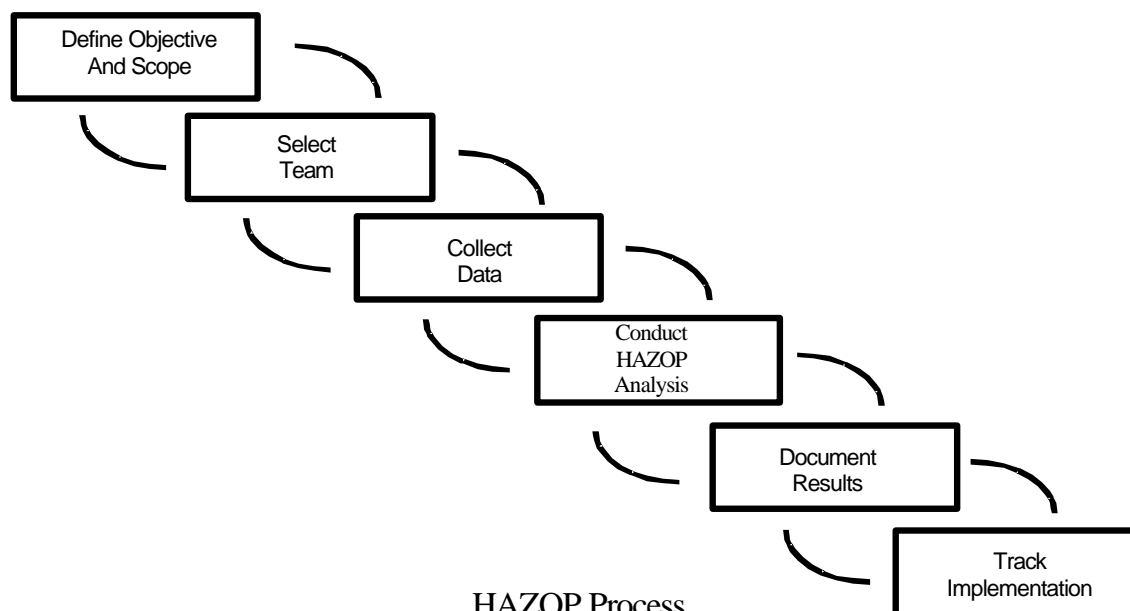 Define Objective
And Scope
Select
Team
Collect
Data
Conduct
HAZOP
Analysis
Document
Results
Track
Implementation
HAZOP Process